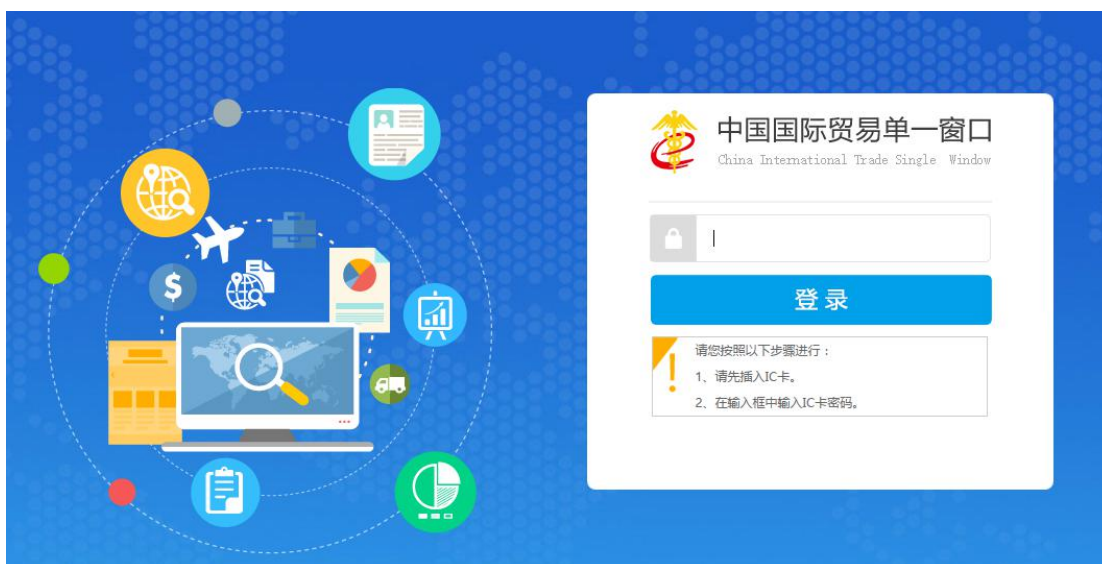 中国国际贸易单一窗口
China International Trade Single Window
登录
请您按照以下步骤进行：
1、请先插入IC卡。
2、在输入框中输入IC卡密码。
$